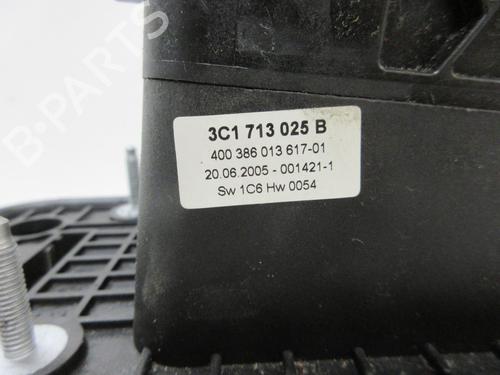 B-PARTS
3C1 713 025 B
400 386 013 617-01
20.06.2005 - 001421-1
Sw 1C6 Hw 0054